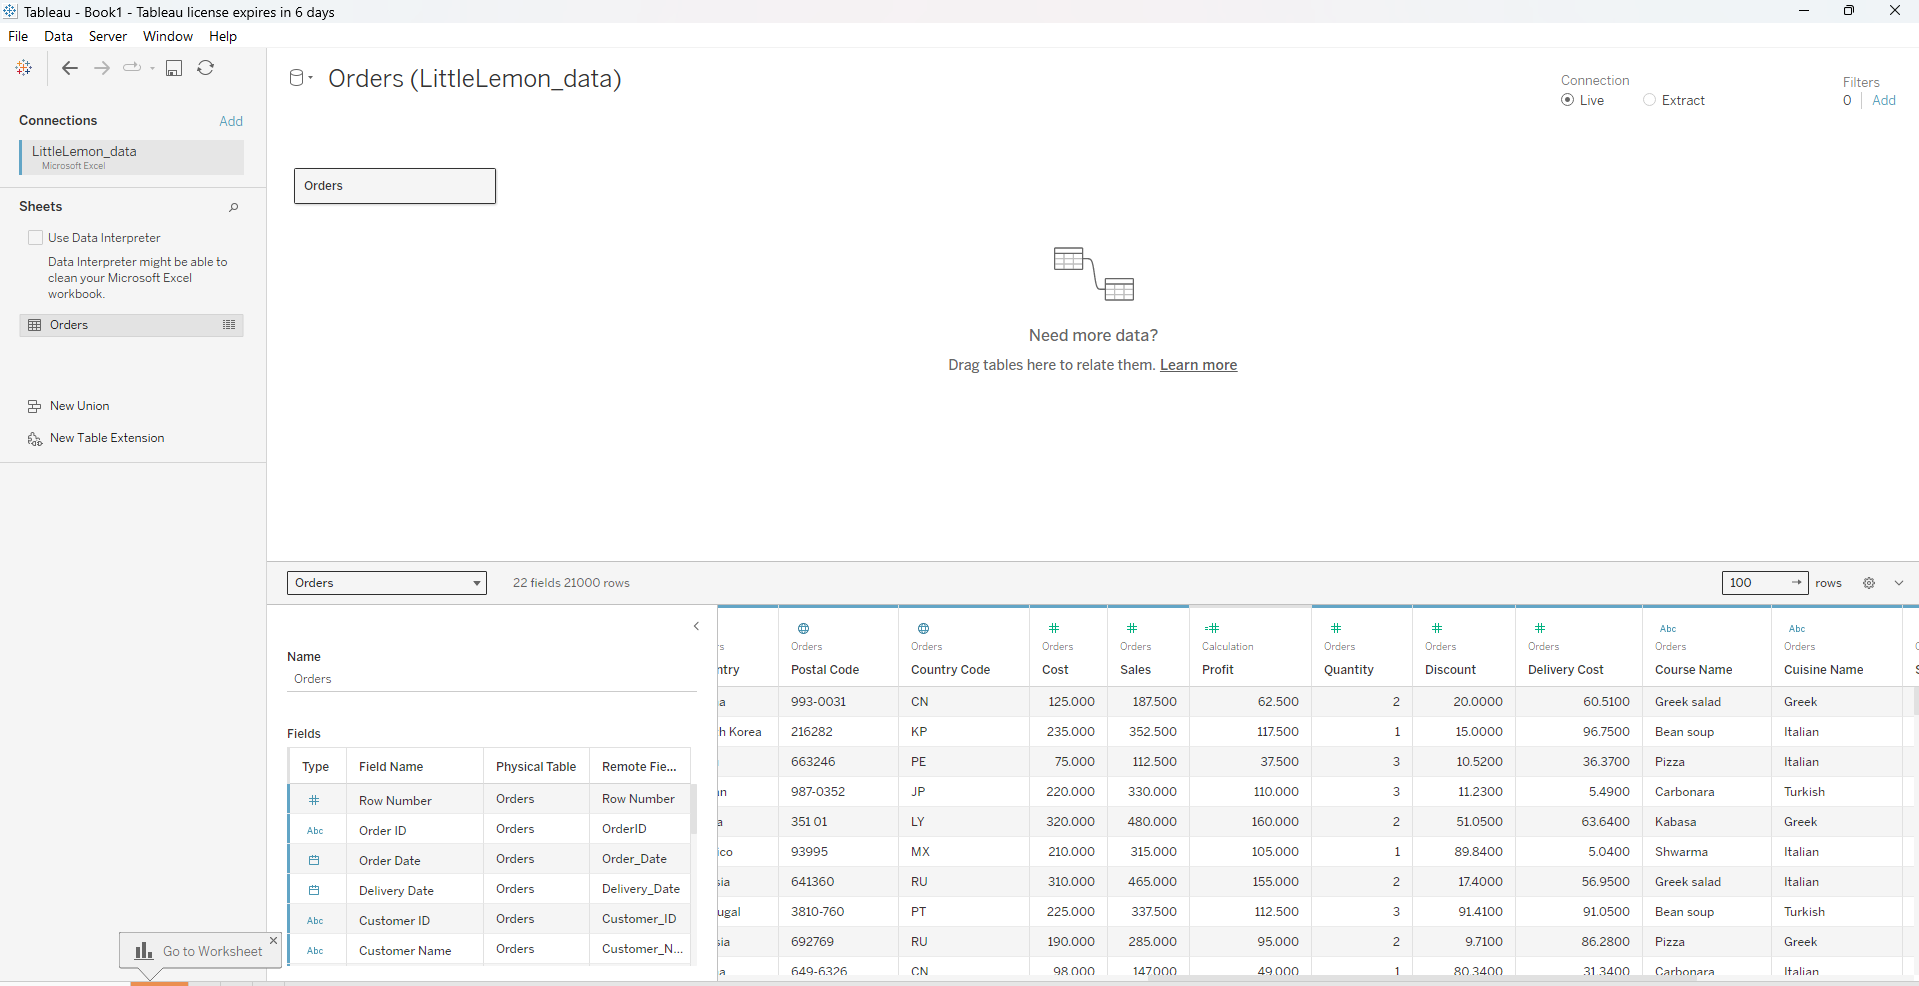 Tableau - Book1 - Tableau license expires in 6 days
File Data Server Window Help
Connections Add
LittleLemon_data
Microsoft Excel
Sheets
Use Data Interpreter
Data Interpreter might be able to
clean your Microsoft Excel
workbook.
Orders
New Union
New Table Extension
Orders (LittleLemon_data)
Connection
Live Extract
Filters
0 Add
Orders
Need more data?
Drag tables here to relate them. Learn more
Orders 22 fields 21000 rows 100 → rows
Name
Orders
Fields
Type Field Name Physical Table Remote Fie...
# Row Number Orders Row Number
Abc Order ID Orders OrderID
Order Date Orders Order_Date
Delivery Date Orders Delivery_Date
Abc Customer ID Orders Customer_ID
Abc Customer Name Orders Customer_N...
# # =# # # # Abc Abc
rs Orders Orders Orders Orders Calculation Orders Orders Orders Orders Orders
ntry Postal Code Country Code Cost Sales Profit Quantity Discount Delivery Cost Course Name Cuisine Name
a 993-0031 CN 125.000 187.500 62.500 2 20.0000 60.5100 Greek salad Greek
h Korea 216282 KP 235.000 352.500 117.500 1 15.0000 96.7500 Bean soup Italian
663246 PE 75.000 112.500 37.500 3 10.5200 36.3700 Pizza Italian
an 987-0352 JP 220.000 330.000 110.000 3 11.2300 5.4900 Carbonara Turkish
a 351 01 LY 320.000 480.000 160.000 2 51.0500 63.6400 Kabasa Greek
ico 93995 MX 210.000 315.000 105.000 1 89.8400 5.0400 Shwarma Italian
sia 641360 RU 310.000 465.000 155.000 2 17.4000 56.9500 Greek salad Italian
ugal 3810-760 PT 225.000 337.500 112.500 3 91.4100 91.0500 Bean soup Turkish
sia 692769 RU 190.000 285.000 95.000 2 9.7100 86.2800 Pizza Greek
a 649-6326 CN 98.000 147.000 49.000 1 80.3400 31.3400 Carbonara Italian
Go to Worksheet